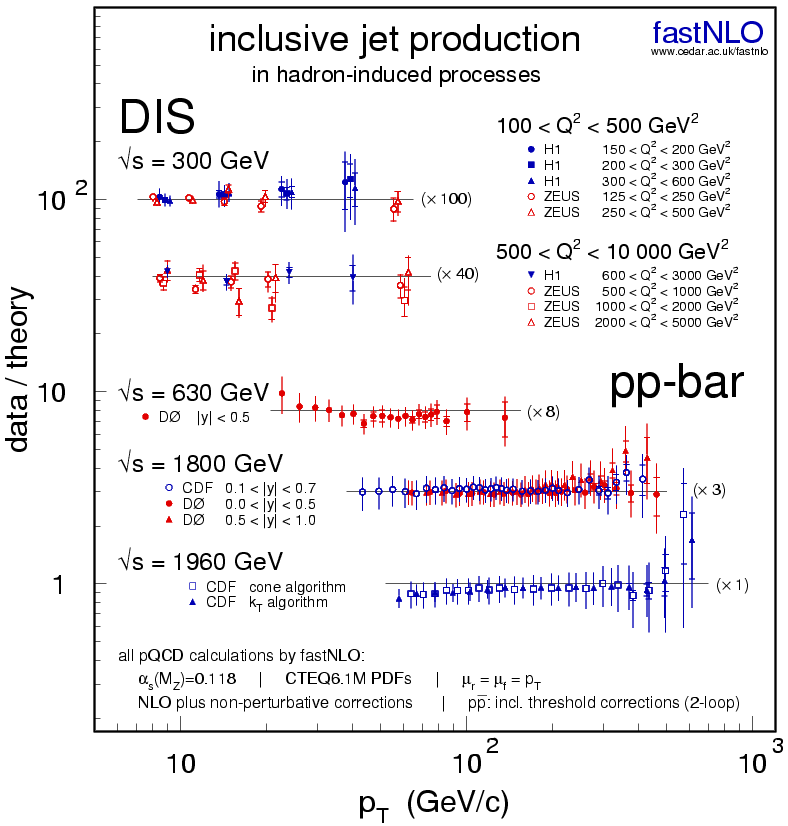 inclusive jet production
in hadron-induced processes
fastNLO
www.cedar.ac.uk/fastnlo
DIS
√s = 300 GeV
100 < Q² < 500 GeV²
H1 150 < Q² < 200 GeV²
H1 200 < Q² < 300 GeV²
H1 300 < Q² < 600 GeV²
ZEUS 125 < Q² < 250 GeV²
ZEUS 250 < Q² < 500 GeV²
(× 100)
500 < Q² < 10 000 GeV²
H1 600 < Q² < 3000 GeV²
ZEUS 500 < Q² < 1000 GeV²
ZEUS 1000 < Q² < 2000 GeV²
ZEUS 2000 < Q² < 5000 GeV²
(× 40)
pp-bar
√s = 630 GeV
DØ |y| < 0.5
(× 8)
√s = 1800 GeV
CDF 0.1 < |y| < 0.7
DØ 0.0 < |y| < 0.5
DØ 0.5 < |y| < 1.0
(× 3)
√s = 1960 GeV
CDF cone algorithm
CDF k_T algorithm
(× 1)
all pQCD calculations by fastNLO:
α_s(M_Z)=0.118 | CTEQ6.1M PDFs | μ_r = μ_f = p_T
NLO plus non-perturbative corrections | pp̅: incl. threshold corrections (2-loop)
data / theory
10²
10
1
10
10²
10³
p_T (GeV/c)